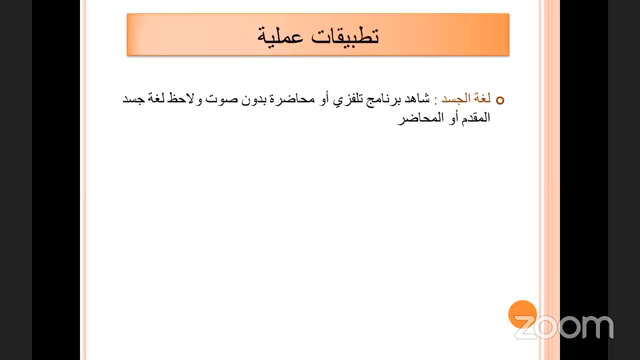 تطبيقات عملية
لغة الجسد : شاهد برنامج تلفزي أو محاضرة بدون صوت ولاحظ لغة جسد
المقدم أو المحاضر
zoom